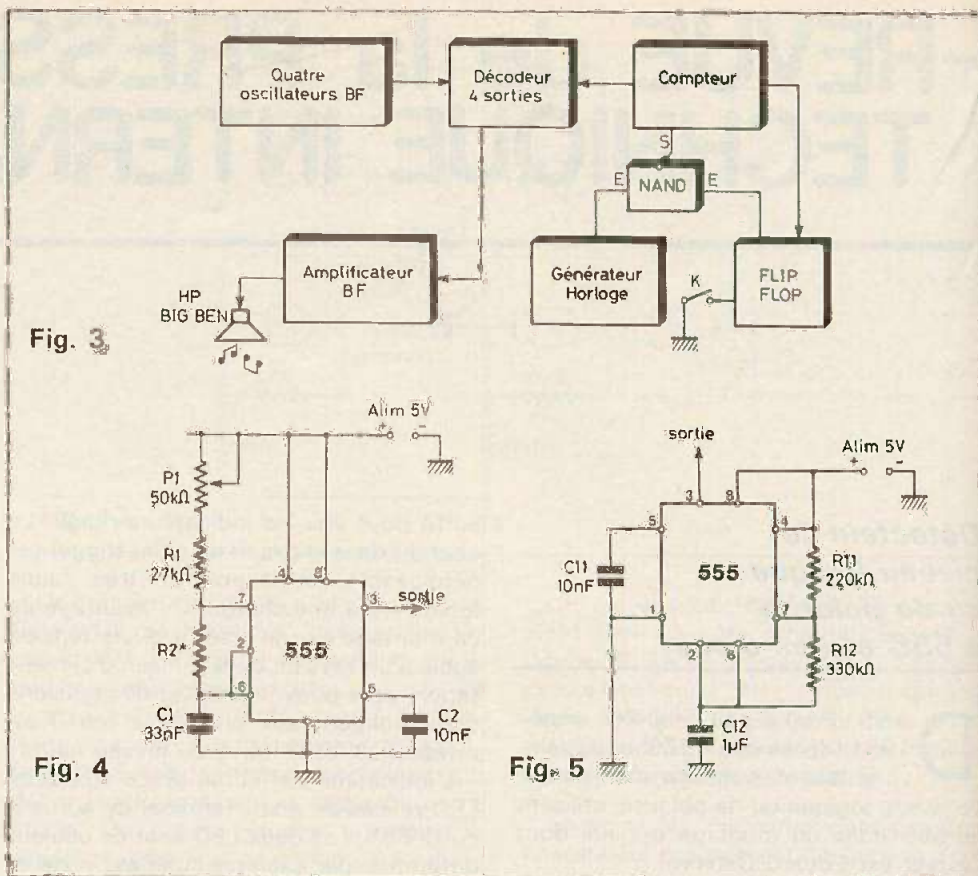 Quatre
oscillateurs BF
Décodeur
4 sorties
Compteur
S
E
NAND
E
Amplificateur
BF
Générateur
Horloge
FLIP
FLOP
K
HP
BIG BEN
Fig. 3
Alim 5V
+ -
P1
50kΩ
R1
27kΩ
4
8
7
3
sortie
2
555
R2*
6
5
C1
33nF
C2
10nF
Fig. 4
sortie
Alim 5V
+ -
3
8
5
4
C11
10nF
555
R11
220kΩ
1
R12
330kΩ
2
6
C12
1µF
Fig. 5